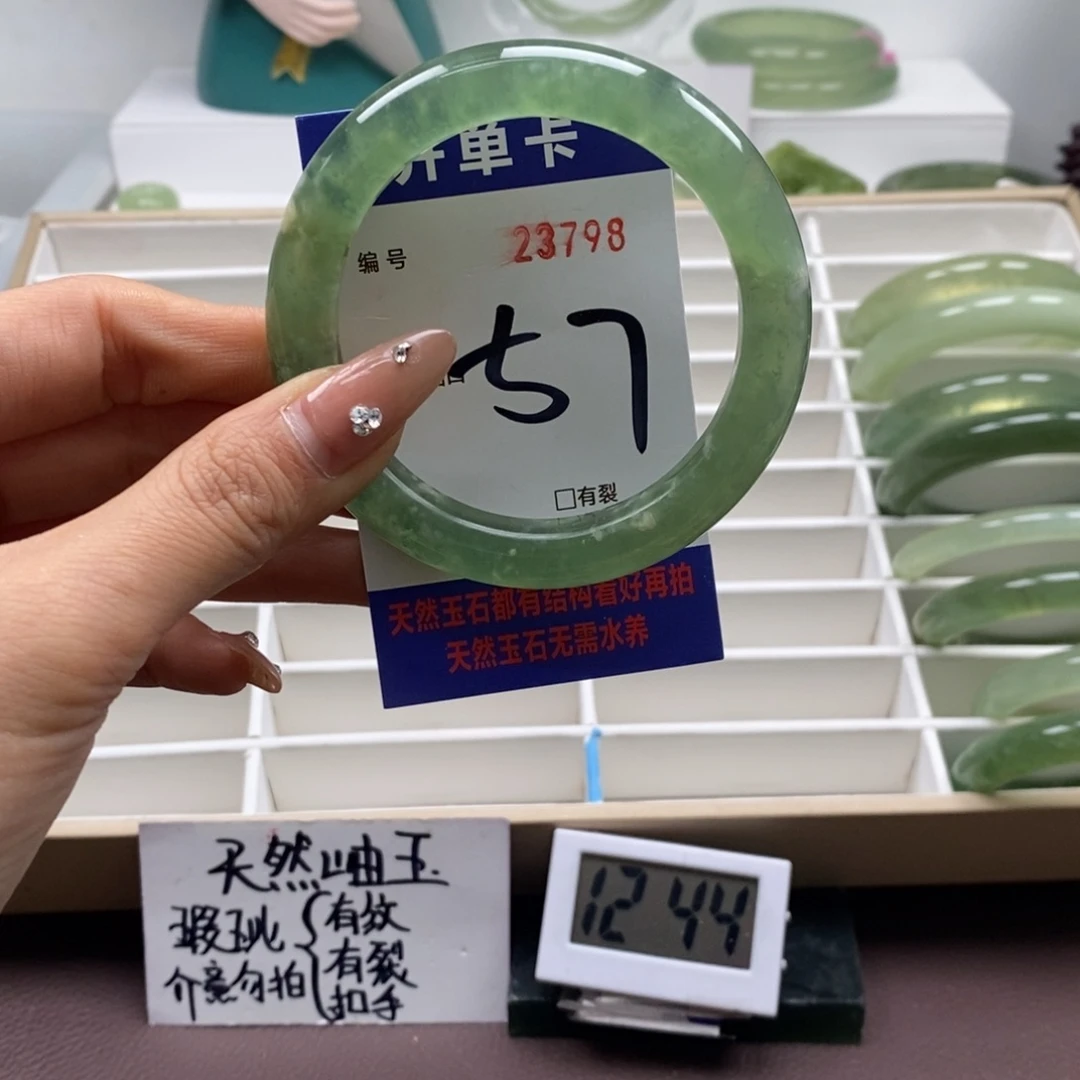 开单卡
编号 23798
57
□有裂
天然玉石都有结构看好再拍
天然玉石无需水养
天然岫玉
瑕玼 { 有纹
有裂
介意勿拍 扣手
12 44